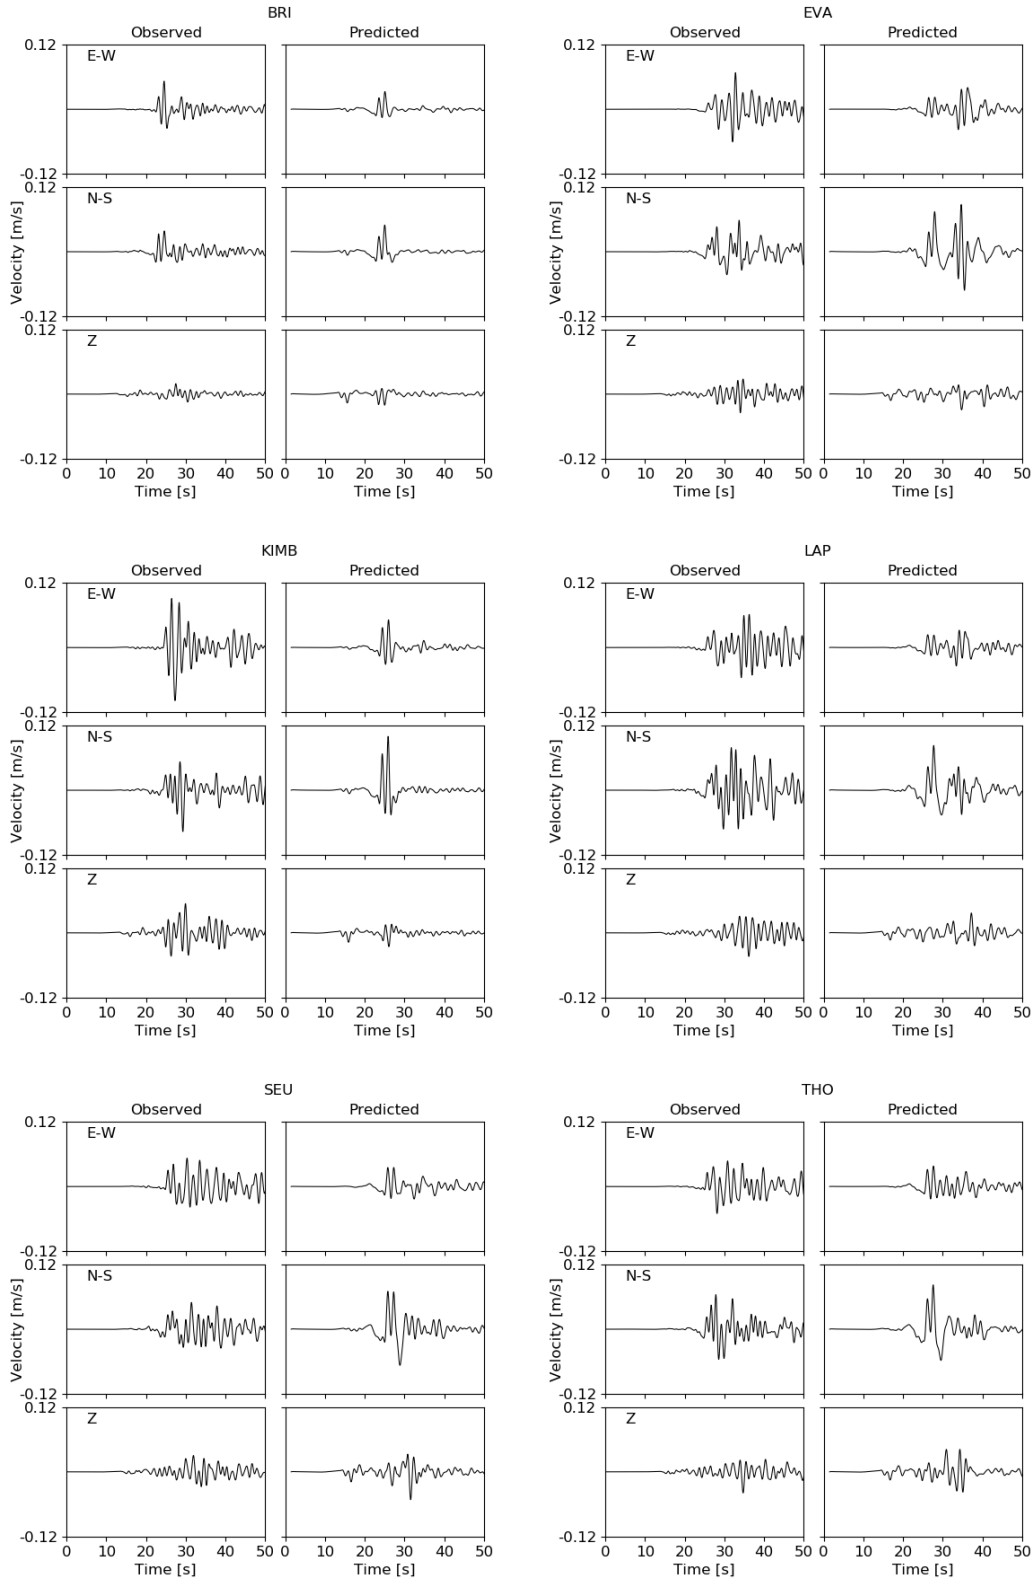 BRI
Observed Predicted
0.12
E-W
-0.12
0.12
N-S
Velocity [m/s]
-0.12
0.12
Z
-0.12
0 10 20 30 40 50 0 10 20 30 40 50
Time [s] Time [s]
EVA
Observed Predicted
0.12
E-W
-0.12
0.12
N-S
Velocity [m/s]
-0.12
0.12
Z
-0.12
0 10 20 30 40 50 0 10 20 30 40 50
Time [s] Time [s]
KIMB
Observed Predicted
0.12
E-W
-0.12
0.12
N-S
Velocity [m/s]
-0.12
0.12
Z
-0.12
0 10 20 30 40 50 0 10 20 30 40 50
Time [s] Time [s]
LAP
Observed Predicted
0.12
E-W
-0.12
0.12
N-S
Velocity [m/s]
-0.12
0.12
Z
-0.12
0 10 20 30 40 50 0 10 20 30 40 50
Time [s] Time [s]
SEU
Observed Predicted
0.12
E-W
-0.12
0.12
N-S
Velocity [m/s]
-0.12
0.12
Z
-0.12
0 10 20 30 40 50 0 10 20 30 40 50
Time [s] Time [s]
THO
Observed Predicted
0.12
E-W
-0.12
0.12
N-S
Velocity [m/s]
-0.12
0.12
Z
-0.12
0 10 20 30 40 50 0 10 20 30 40 50
Time [s] Time [s]